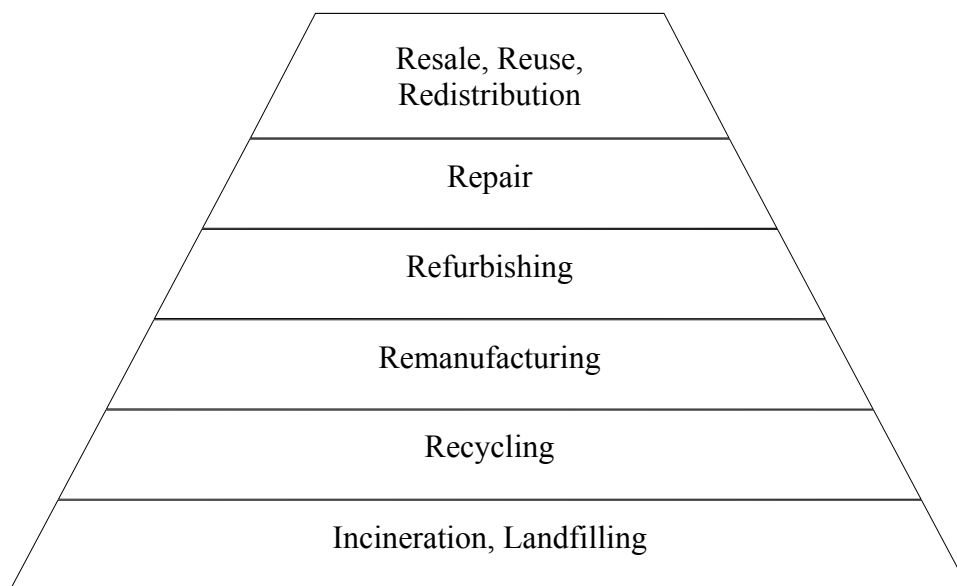 Resale, Reuse,
Redistribution
Repair
Refurbishing
Remanufacturing
Recycling
Incineration, Landfilling